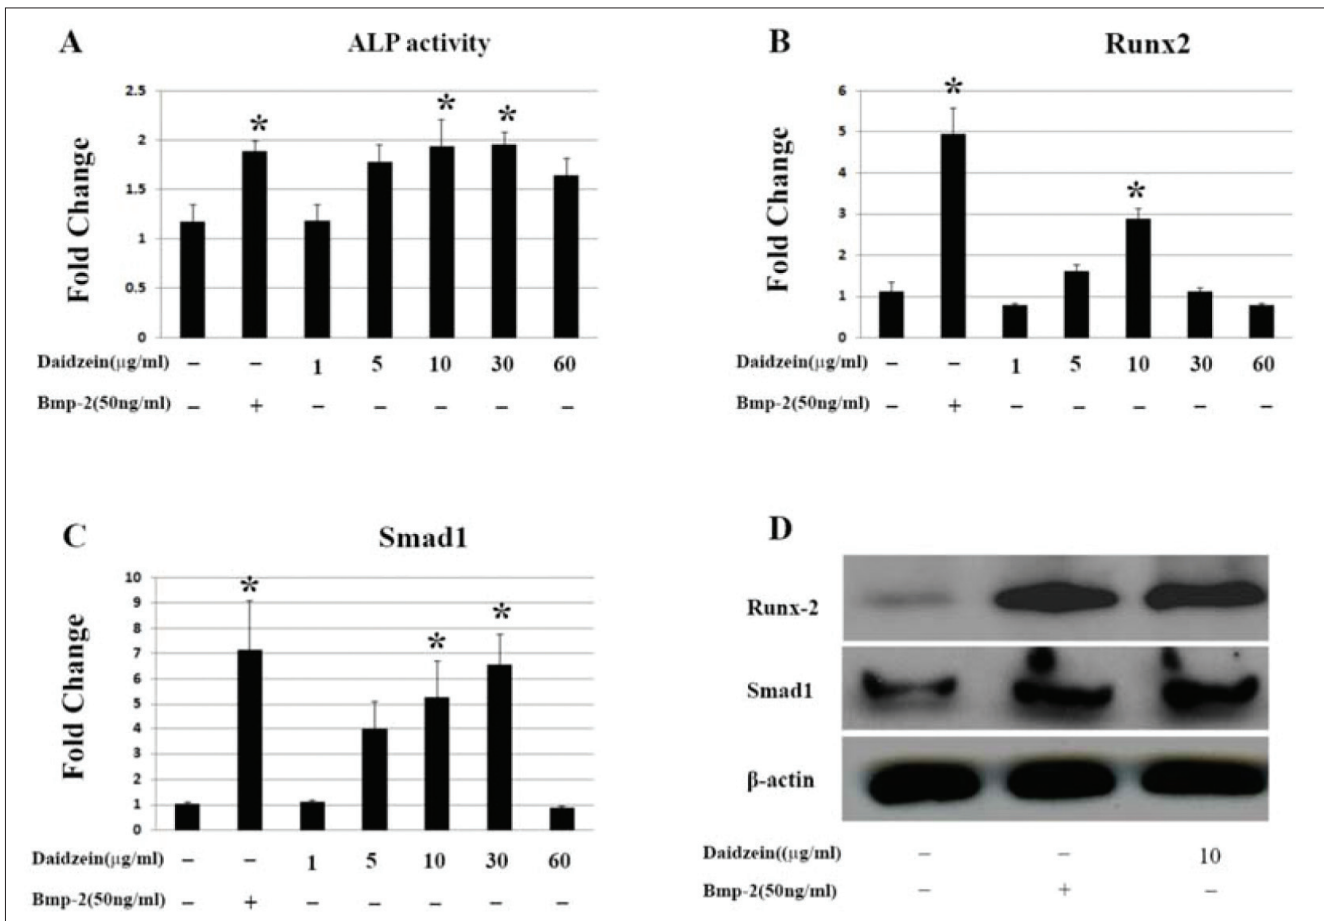 A ALP activity
*
*
*
Fold Change
2.5
2
1.5
1
0.5
0
Daidzein(μg/ml) – – 1 5 10 30 60
Bmp-2(50ng/ml) – + – – – – –
B Runx2
*
*
Fold Change
6
5
4
3
2
1
0
Daidzein(μg/ml) – – 1 5 10 30 60
Bmp-2(50ng/ml) – + – – – – –
C Smad1
*
*
*
Fold Change
10
9
8
7
6
5
4
3
2
1
0
Daidzein(μg/ml) – – 1 5 10 30 60
Bmp-2(50ng/ml) – + – – – – –
D
Runx-2
Smad1
β-actin
Daidzein((μg/ml) – – 10
Bmp-2(50ng/ml) – + –